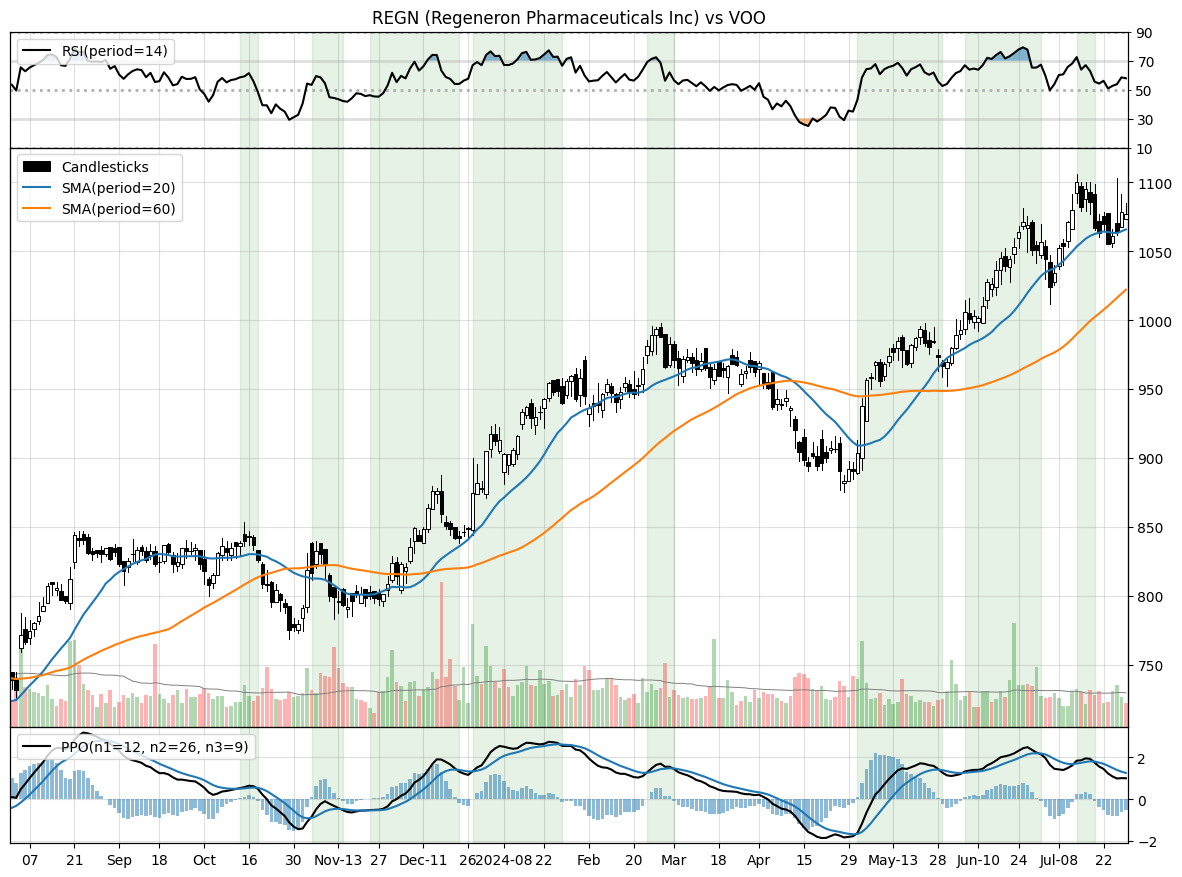 REGN (Regeneron Pharmaceuticals Inc) vs VOO
RSI(period=14)
90
70
50
30
10
Candlesticks
SMA(period=20)
SMA(period=60)
1100
1050
1000
950
900
850
800
750
PPO(n1=12, n2=26, n3=9)
2
0
−2
07 21 Sep 18 Oct 16 30 Nov-13 27 Dec-11 26 2024-08 22 Feb 20 Mar 18 Apr 15 29 May-13 28 Jun-10 24 Jul-08 22